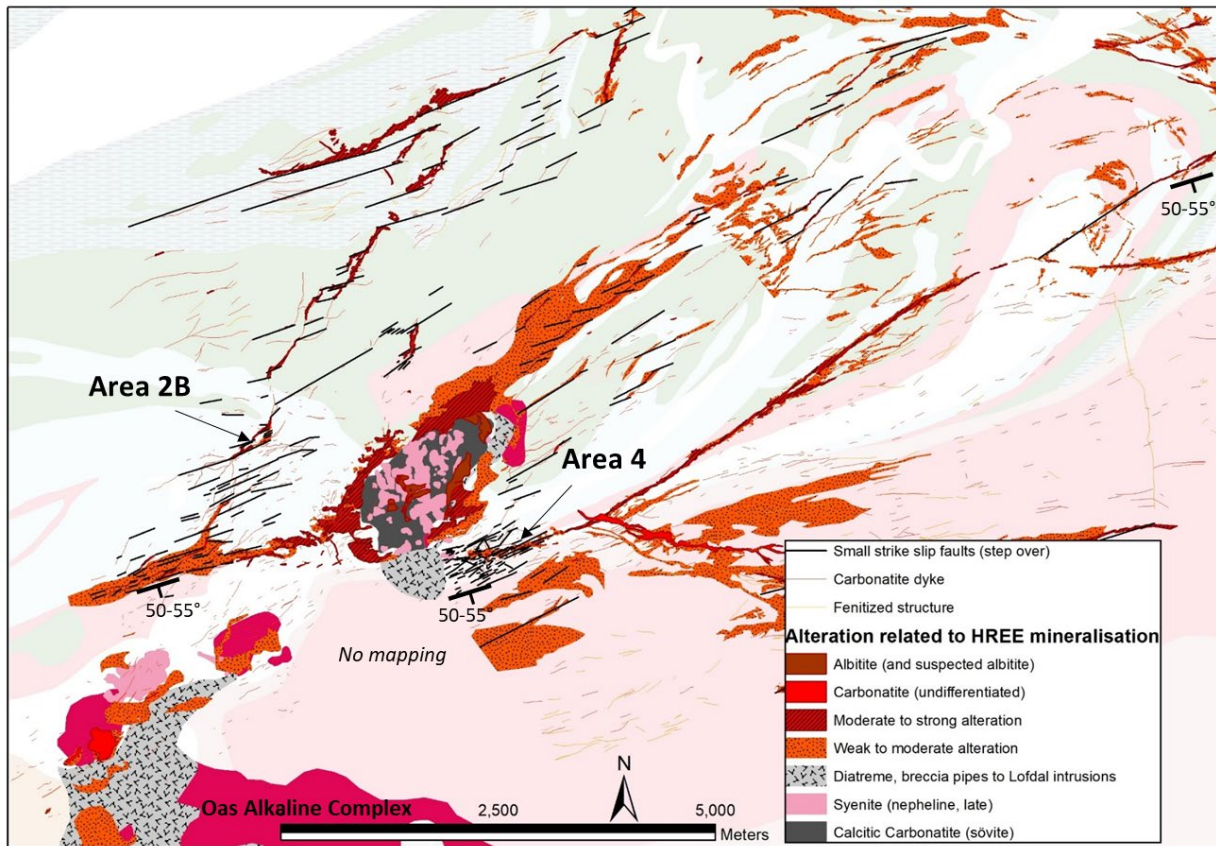 50-55°
Area 2B
Area 4
50-55°
50-55°
No mapping
Oas Alkaline Complex
N
2,500
5,000
Meters
Small strike slip faults (step over)
Carbonatite dyke
Fenitized structure
Alteration related to HREE mineralisation
Albitite (and suspected albitite)
Carbonatite (undifferentiated)
Moderate to strong alteration
Weak to moderate alteration
Diatreme, breccia pipes to Lofdal intrusions
Syenite (nepheline, late)
Calcitic Carbonatite (sövite)